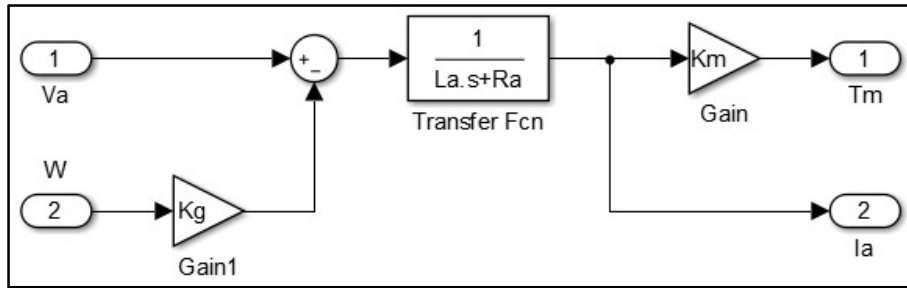 1
Va
+
_
1
La.s+Ra
Transfer Fcn
Km
Gain
1
Tm
W
2
Kg
Gain1
2
Ia